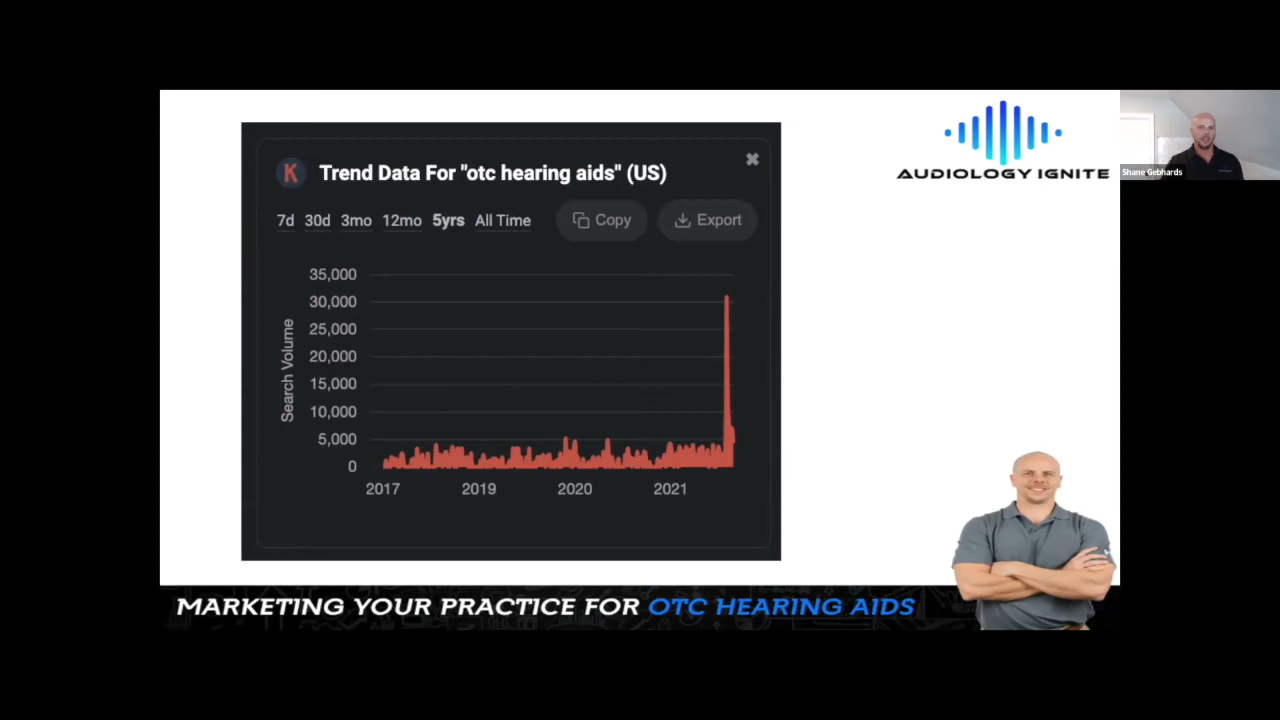 K
Trend Data For "otc hearing aids" (US)
✖
7d 30d 3mo 12mo 5yrs All Time Copy Export
35,000
30,000
25,000
20,000
15,000
10,000
5,000
0
Search Volume
2017 2019 2020 2021
AUDIOLOGY IGNITE
Shane Gebhards
MARKETING YOUR PRACTICE FOR OTC HEARING AIDS